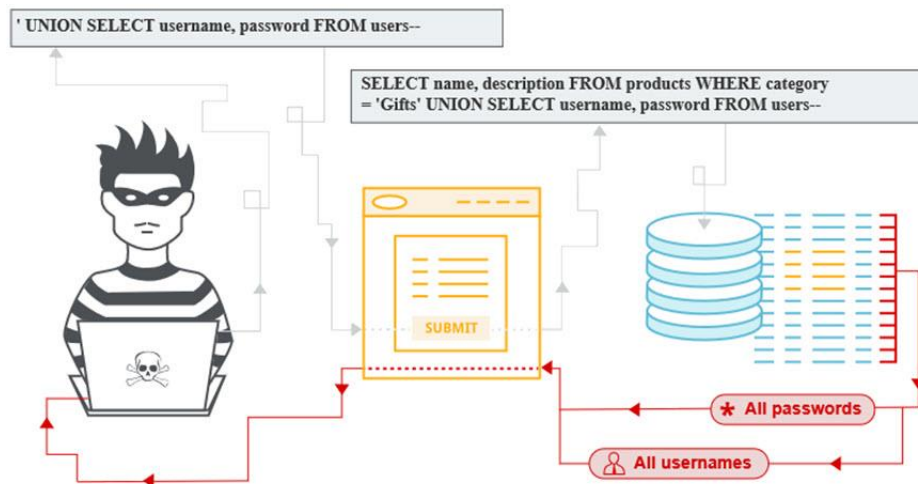 ' UNION SELECT username, password FROM users--
SELECT name, description FROM products WHERE category
= 'Gifts' UNION SELECT username, password FROM users--
SUBMIT
* All passwords
All usernames